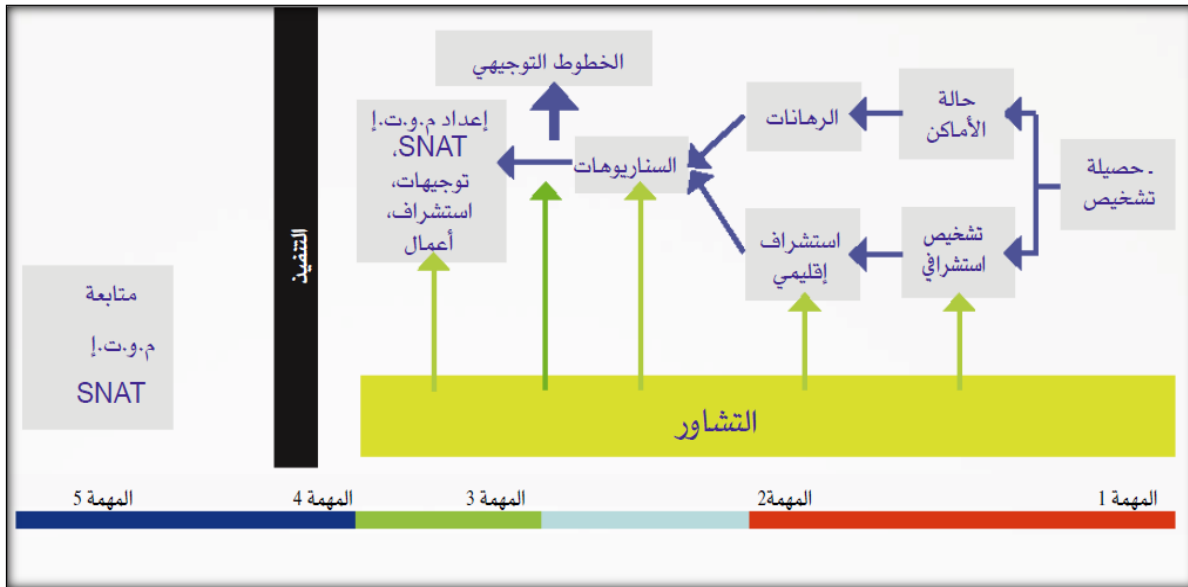 ـ حصيلة
تشخيص
حالة
الأماكن
تشخيص
استشرافي
الرهانات
استشراف
إقليمي
السناريوهات
الخطوط التوجيهي
إعداد م.و.ت.إ
SNAT،
توجيهات،
استشراف،
أعمال
التنفيذ
متابعة
م.و.ت.إ
SNAT
التشاور
المهمة 1
المهمة2
المهمة 3
المهمة 4
المهمة 5